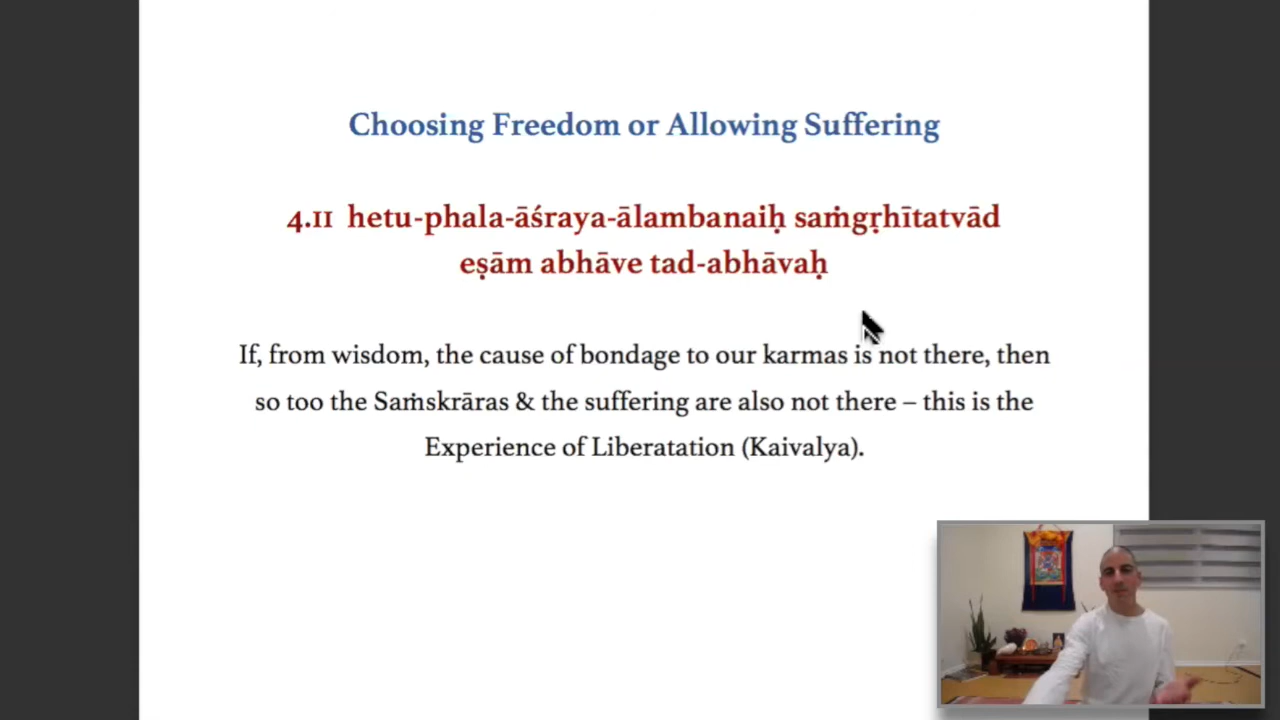 Choosing Freedom or Allowing Suffering
4.11 hetu-phala-āśraya-ālambanaiḥ saṁgṛhītatvād
eṣām abhāve tad-abhāvaḥ
If, from wisdom, the cause of bondage to our karmas is not there, then
so too the Saṁskrāras & the suffering are also not there – this is the
Experience of Liberatation (Kaivalya).